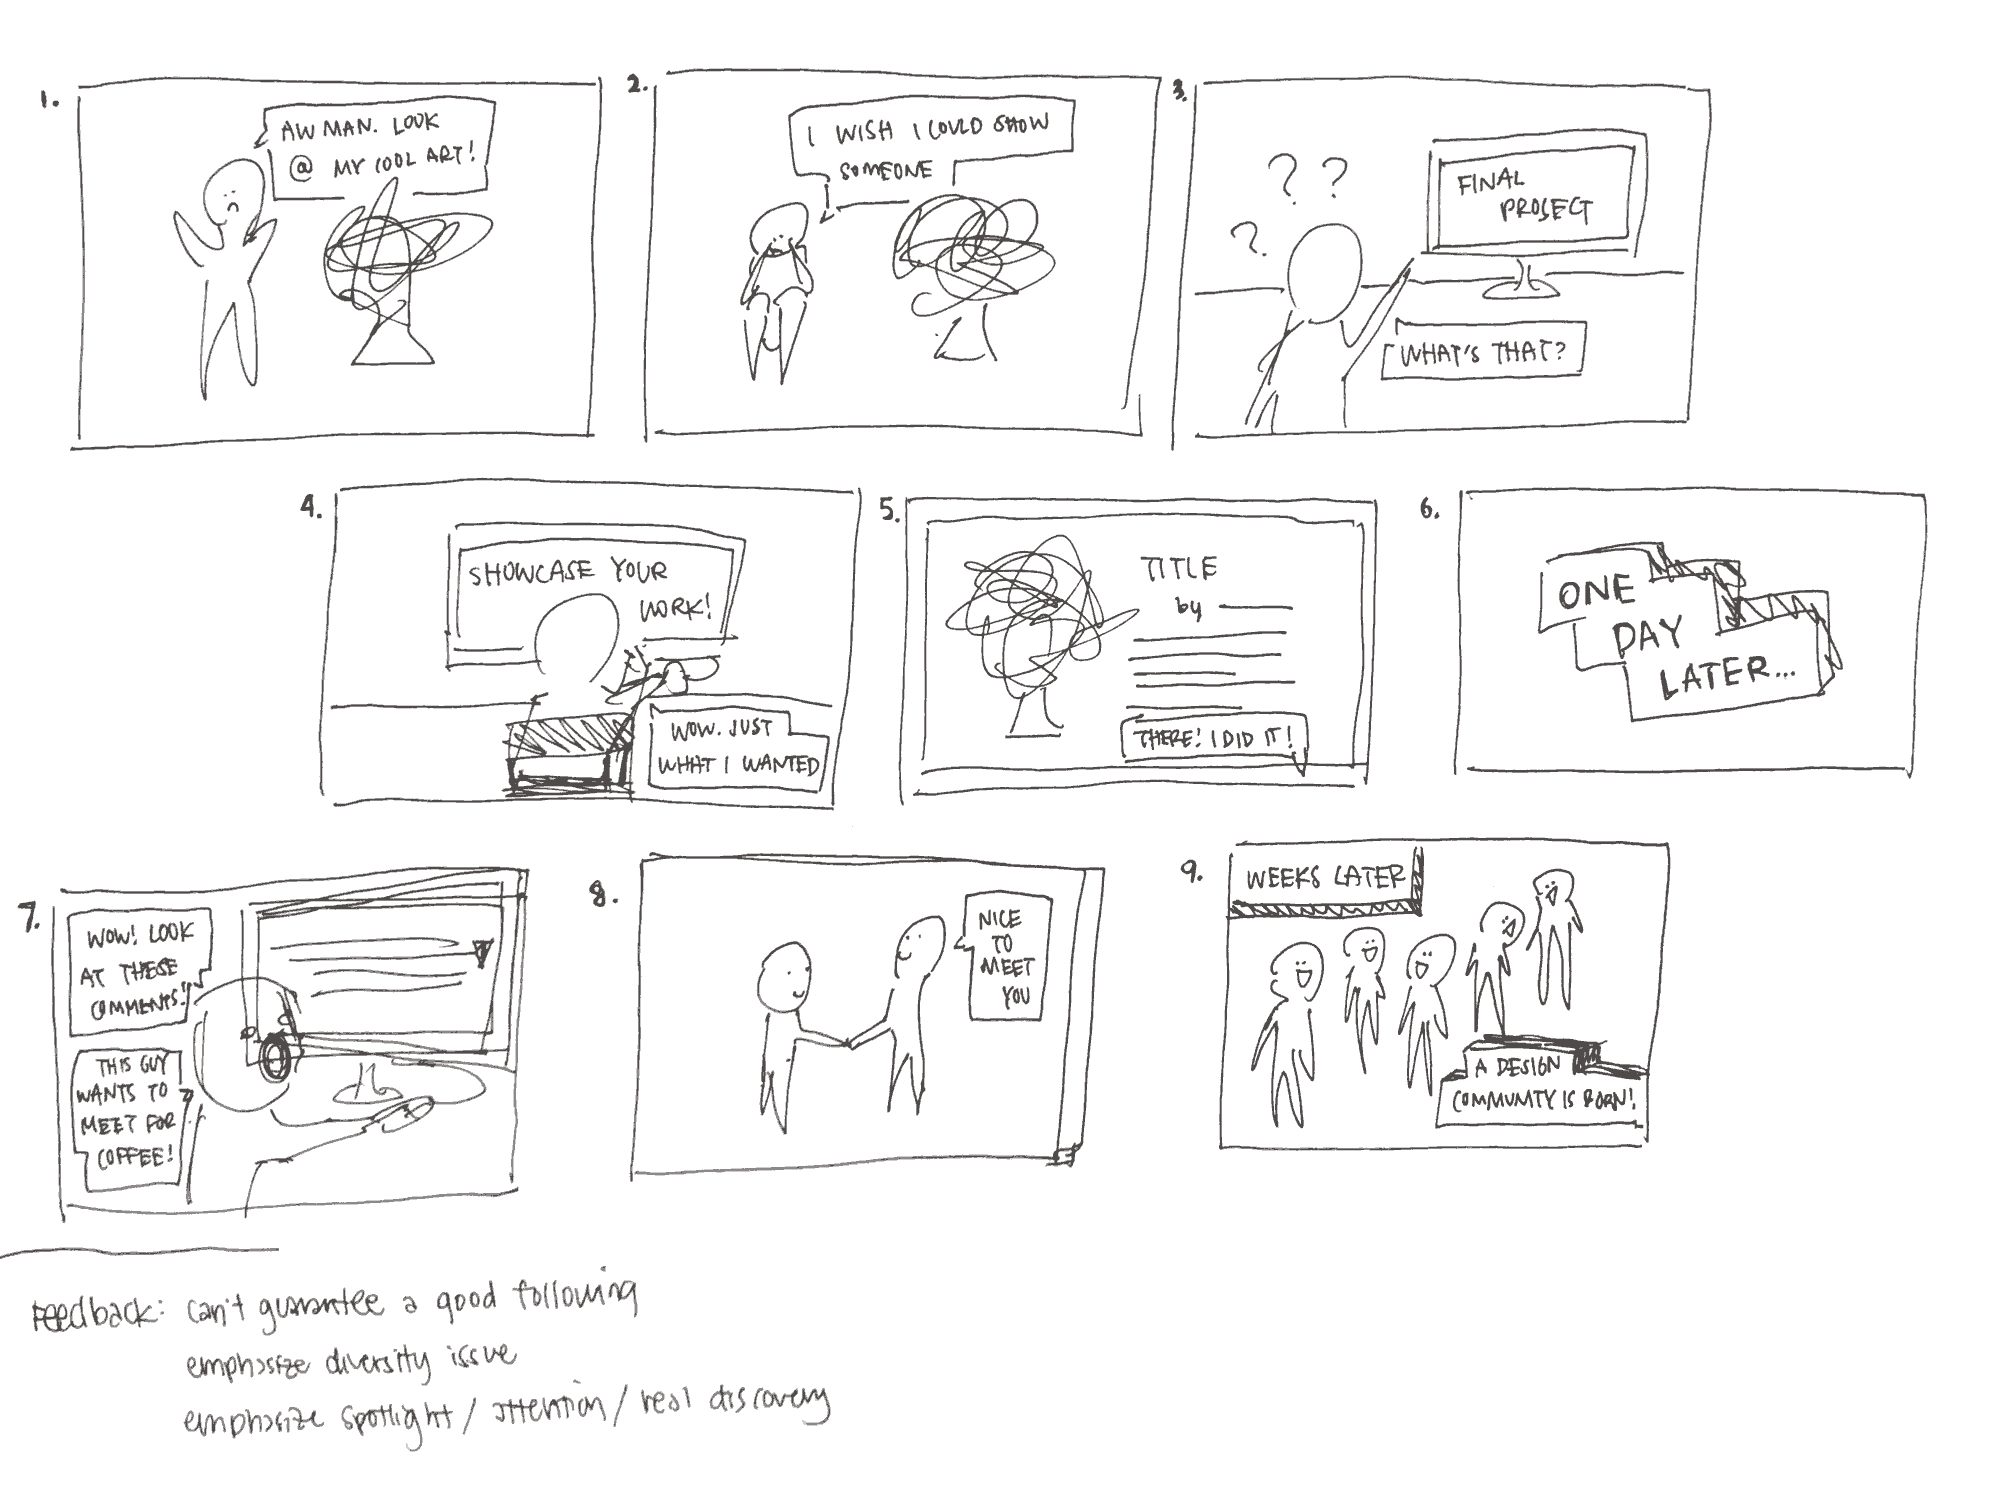 1.
AW MAN. LOOK
@ MY COOL ART!
2.
I WISH I COULD SHOW
SOMEONE
3.
? ? ?
FINAL
PROJECT
WHAT'S THAT?
4.
SHOWCASE YOUR
WORK!
WOW. JUST
WHAT I WANTED
5.
TITLE
by
THERE! I DID IT!
6.
ONE
DAY
LATER...
7.
WOW! LOOK
AT THESE
COMMENTS!
THIS GUY
WANTS TO
MEET FOR
COFFEE!
8.
NICE
TO
MEET
YOU
9.
WEEKS LATER
A DESIGN
COMMUNITY IS BORN!
Feedback: can't guarantee a good following
emphasize diversity issue
emphasize spotlight / attention / real discovery